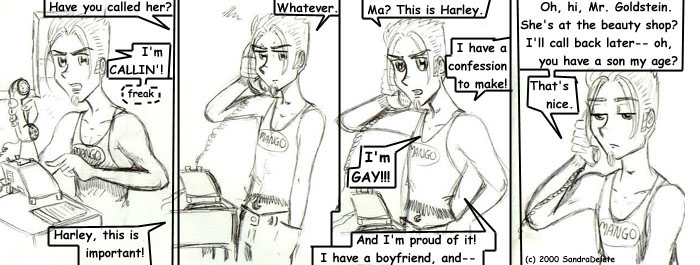 Have you called her?
I'm
CALLIN'!
freak
MANGO
Harley, this is
important!
Whatever.
MANGO
Ma? This is Harley.
I have a
confession
to make!
I'm
GAY!!!
MANGO
And I'm proud of it!
I have a boyfriend, and--
Oh, hi, Mr. Goldstein.
She's at the beauty shop?
I'll call back later-- oh,
you have a son my age?
That's
nice.
MANGO
(c) 2000 SandraDelete